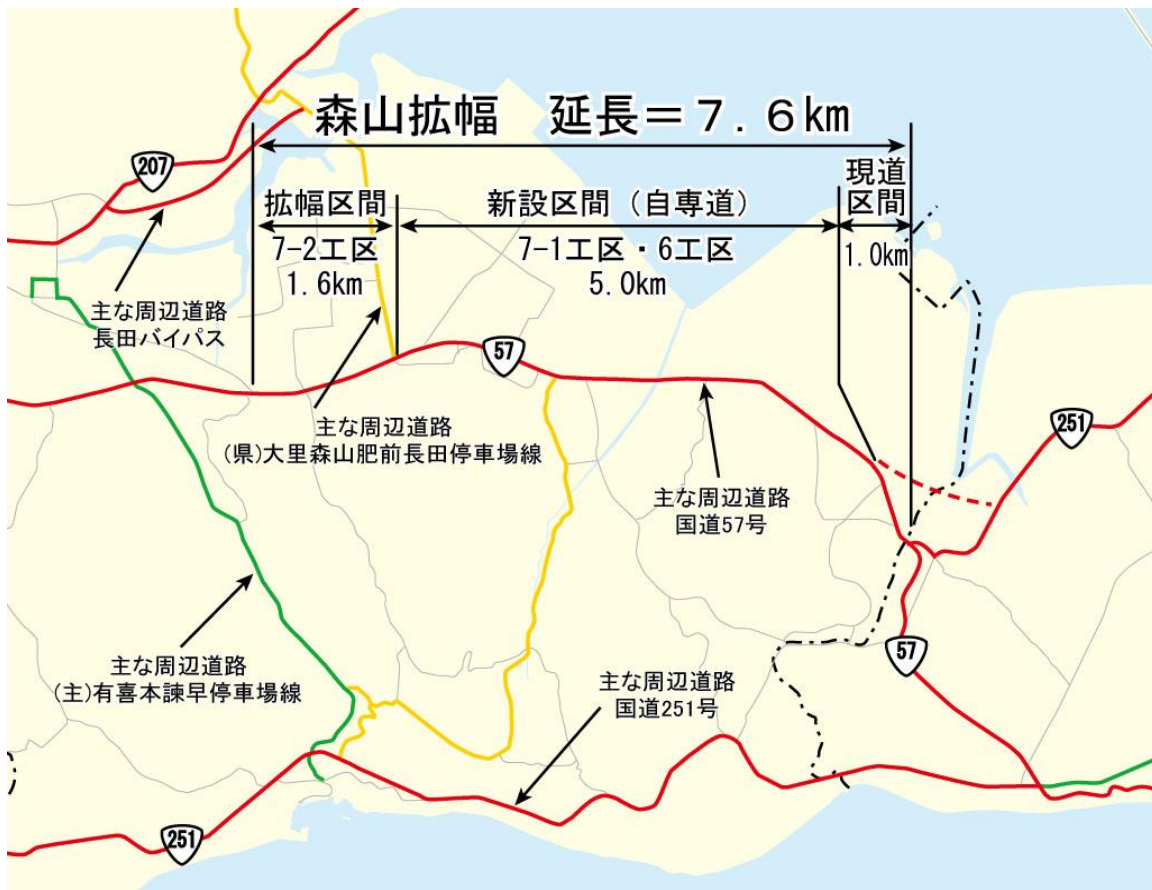 森山拡幅　延長＝７．６km
207
拡幅区間
7-2工区
1.6km
新設区間（自専道）
7-1工区・6工区
5.0km
現道
区間
1.0km
主な周辺道路
長田バイパス
57
主な周辺道路
(県)大里森山肥前長田停車場線
251
主な周辺道路
国道57号
57
主な周辺道路
(主)有喜本諫早停車場線
主な周辺道路
国道251号
251